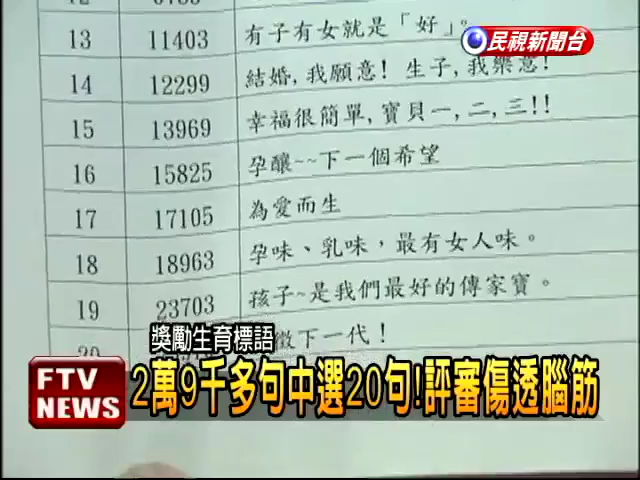 13 11403 有子有女就是「好」。
民視新聞台
14 12299 結婚,我願意! 生子,我樂意!
15 13969 幸福很簡單,寶貝一,二,三!!
16 15825 孕釀~~下一個希望
17 17105 為愛而生
18 18963 孕味、乳味,最有女人味。
19 23703 孩子~是我們最好的傳家寶。
徵下一代!
獎勵生育標語
FTV NEWS
2萬9千多句中選20句!評審傷透腦筋